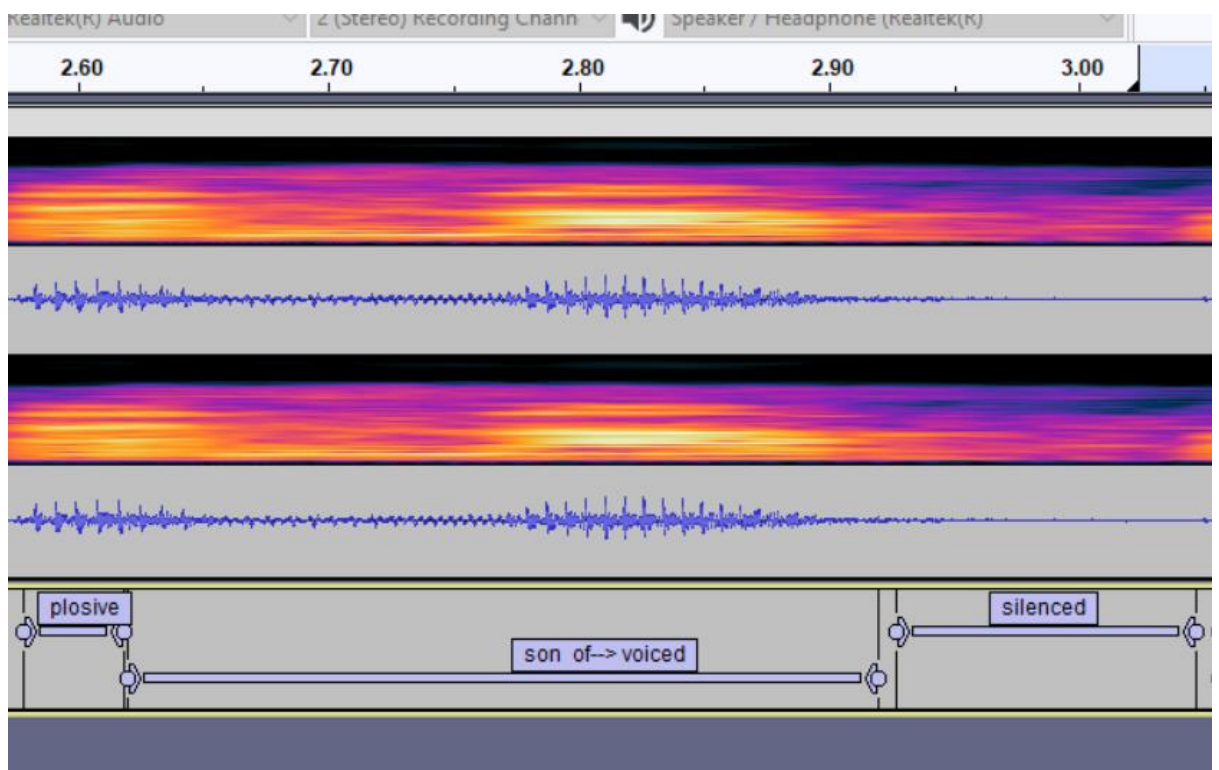 Realtek(R) Audio 2 (Stereo) Recording Chann Speaker / Headphone (Realtek(R)
2.60 2.70 2.80 2.90 3.00
plosive silenced
son of--> voiced